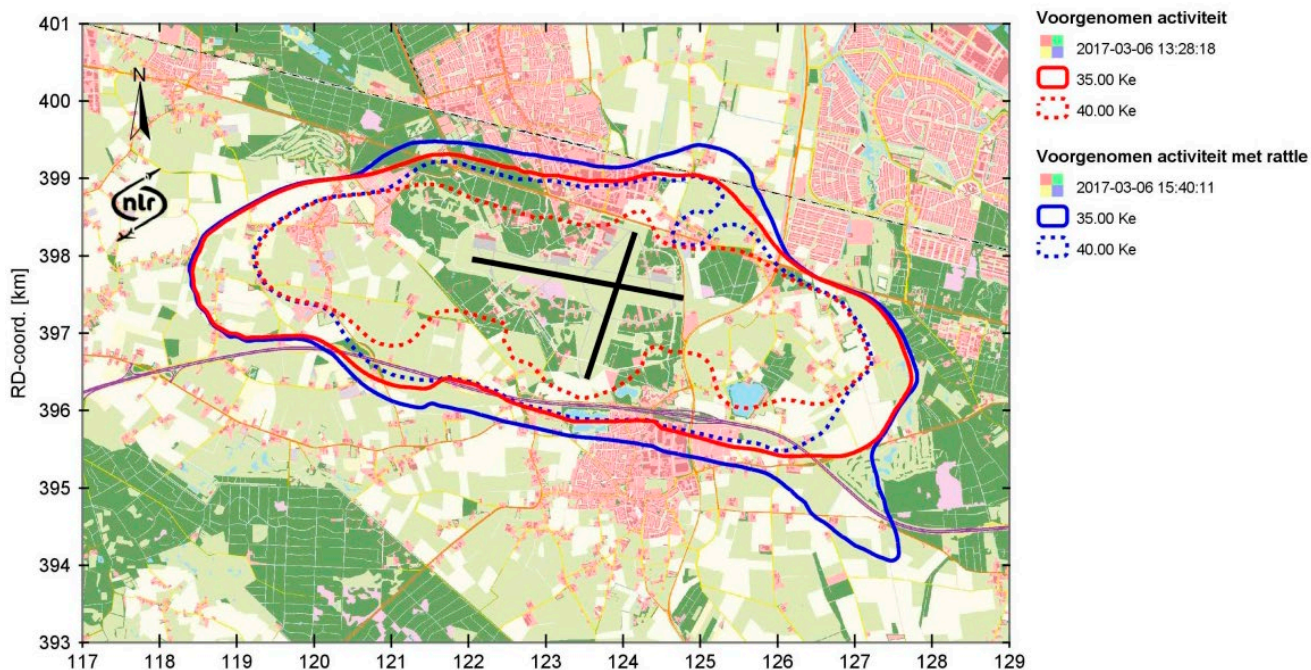 401
400
399
398
397
396
395
394
393
RD-coord. [km]
N
nlr
117 118 119 120 121 122 123 124 125 126 127 128 129
Voorgenomen activiteit
2017-03-06 13:28:18
35.00 Ke
40.00 Ke
Voorgenomen activiteit met rattle
2017-03-06 15:40:11
35.00 Ke
40.00 Ke